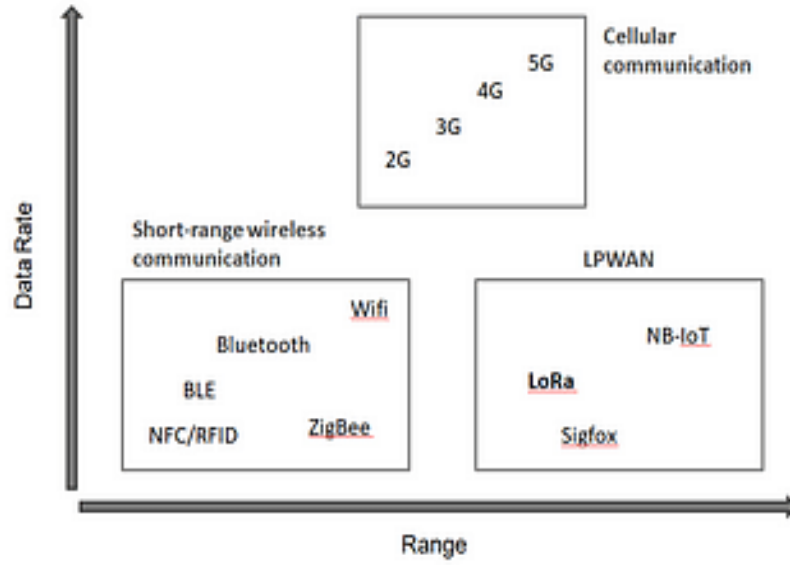 Cellular
communication
5G
4G
3G
2G
Data Rate
Short-range wireless
communication
LPWAN
Wifi
Bluetooth
BLE
NFC/RFID
ZigBee
NB-IoT
LoRa
Sigfox
Range